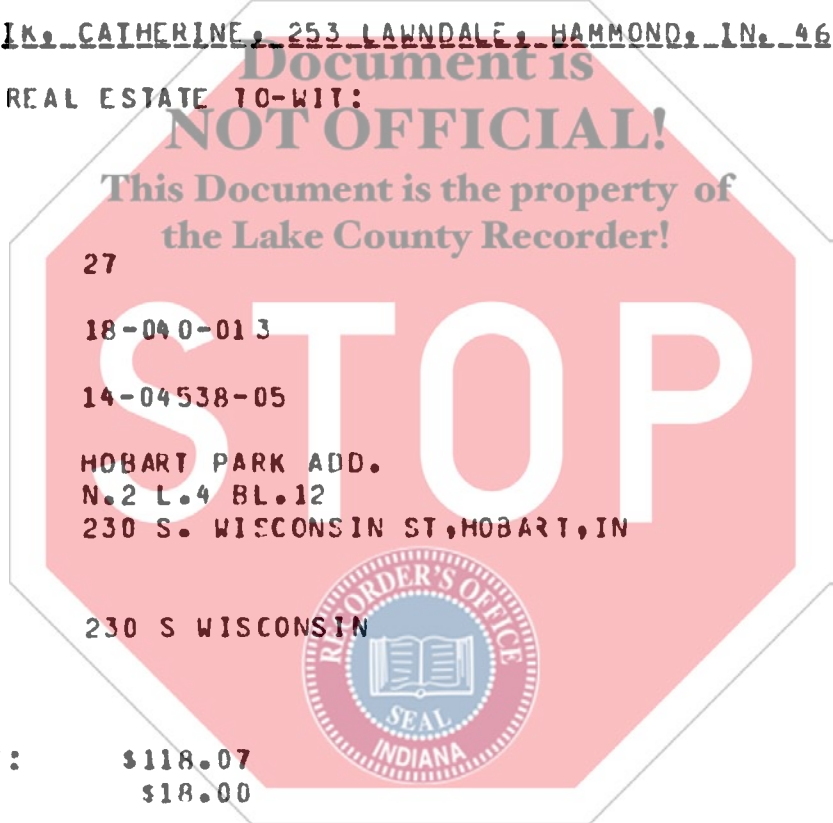 IK, CATHERINE, 253 LAWNDALE, HAMMOND, IN. 46
Document is
REAL ESTATE TO-WIT:
NOT OFFICIAL!
This Document is the property of
the Lake County Recorder!
27
18-040-013
STOP
14-04538-05
HOBART PARK ADD.
N.2 L.4 BL.12
230 S. WISCONSIN ST,HOBART,IN
230 S WISCONSIN
RECORDER'S OFFICE
SEAL
INDIANA
: $118.07
$18.00